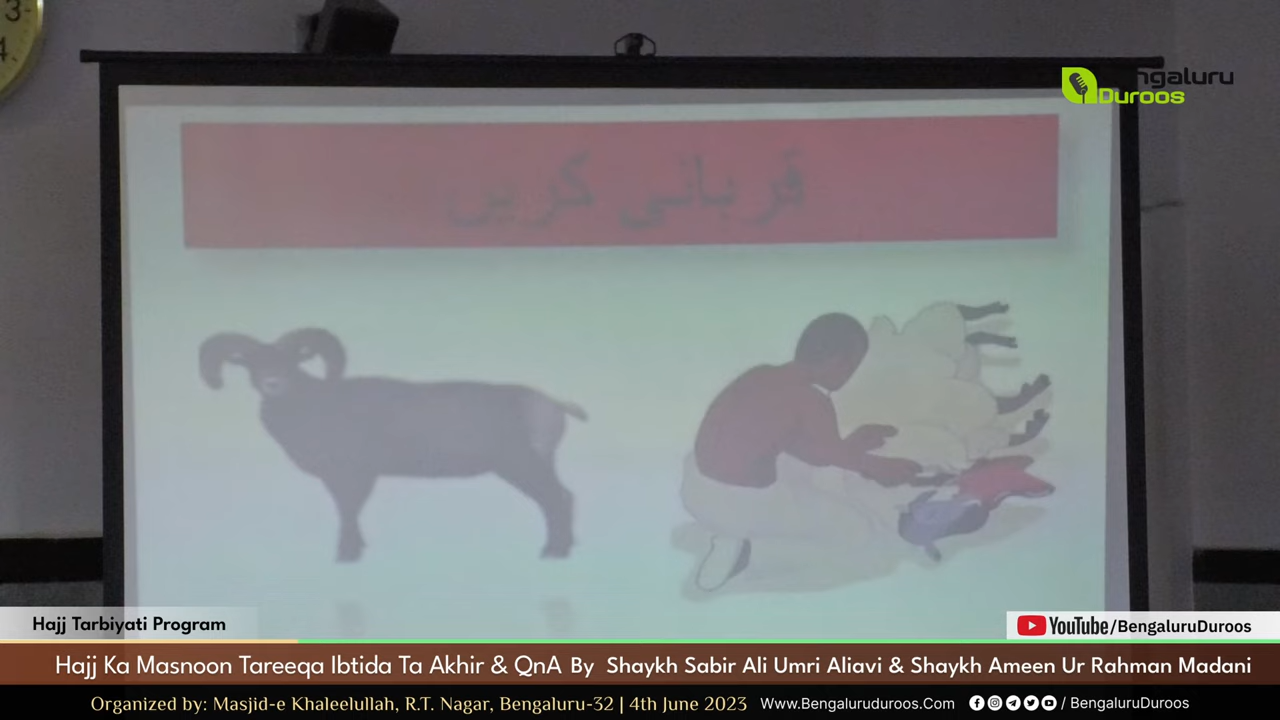 3
4
Bengaluru
Duroos
قربانی کریں
Hajj Tarbiyati Program
YouTube/BengaluruDuroos
Hajj Ka Masnoon Tareeqa Ibtida Ta Akhir & QnA By Shaykh Sabir Ali Umri Aliavi & Shaykh Ameen Ur Rahman Madani
Organized by: Masjid-e Khaleelullah, R.T. Nagar, Bengaluru-32 | 4th June 2023 Www.Bengaluruduroos.Com / BengaluruDuroos